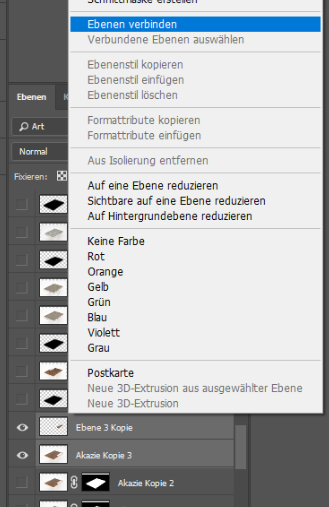 Schnittmaske erstellen
Ebenen verbinden
Verbundene Ebenen auswählen
Ebenenstil kopieren
Ebenenstil einfügen
Ebenenstil löschen
Formattribute kopieren
Formattribute einfügen
Aus Isolierung entfernen
Auf eine Ebene reduzieren
Sichtbare auf eine Ebene reduzieren
Auf Hintergrundebene reduzieren
Keine Farbe
Rot
Orange
Gelb
Grün
Blau
Violett
Grau
Postkarte
Neue 3D-Extrusion aus ausgewählter Ebene
Neue 3D-Extrusion
Ebenen
K
Art
Normal
Fixieren:
Ebene 3 Kopie
Akazie Kopie 3
Akazie Kopie 2